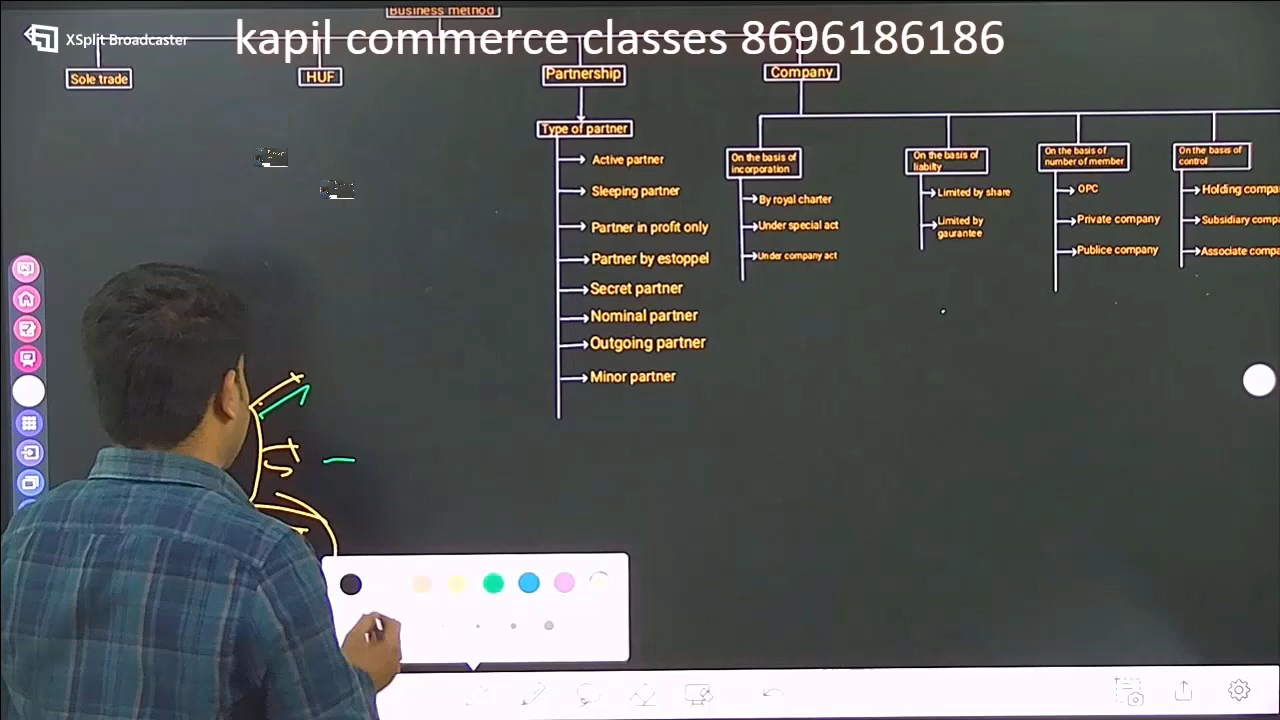 Business method
XSplit Broadcaster
kapil commerce classes 8696186186
Sole trade
HUF
Partnership
Company
Type of partner
Active partner
Sleeping partner
Partner in profit only
Partner by estoppel
Secret partner
Nominal partner
Outgoing partner
Minor partner
On the basis of
incorporation
By royal charter
Under special act
Under company act
On the basis of
liabilty
Limited by share
Limited by
gaurantee
On the basis of
number of member
OPC
Private company
Publice company
On the basis of
control
Holding compa
Subsidiary comp
Associate compa